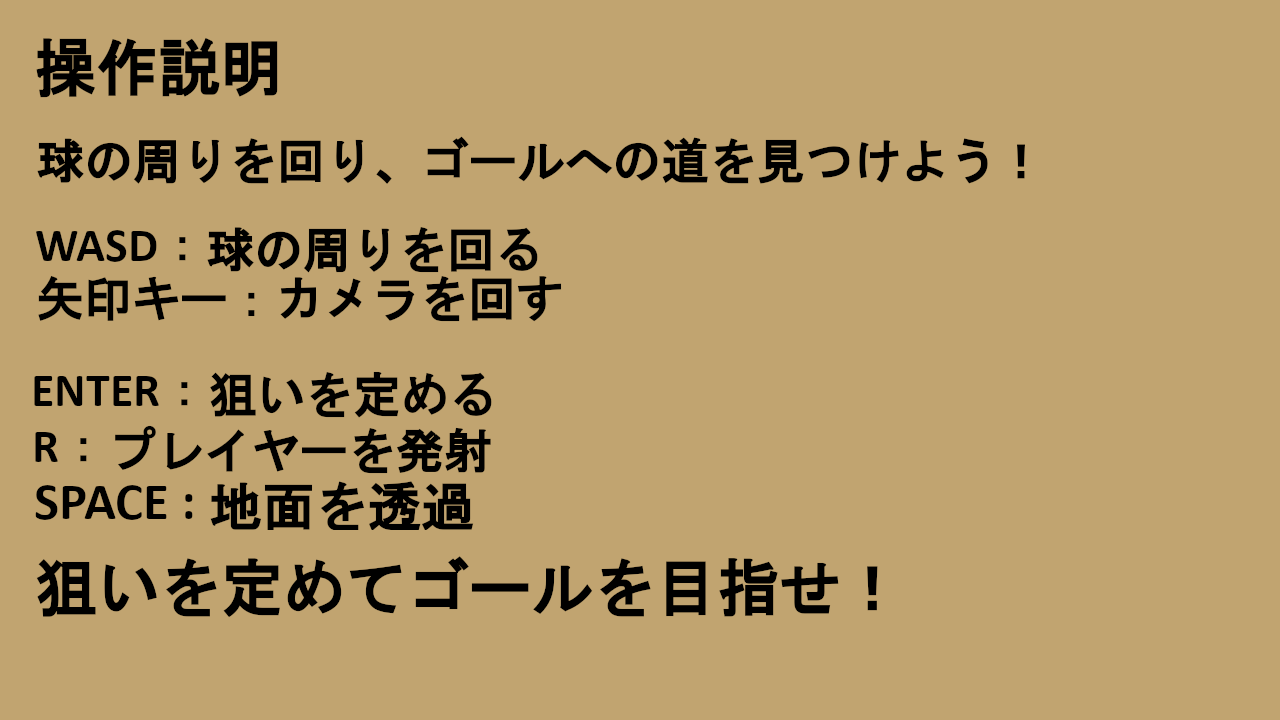 操作説明
球の周りを回り、ゴールへの道を見つけよう！
WASD：球の周りを回る
矢印キー：カメラを回す
ENTER：狙いを定める
R：プレイヤーを発射
SPACE：地面を透過
狙いを定めてゴールを目指せ！